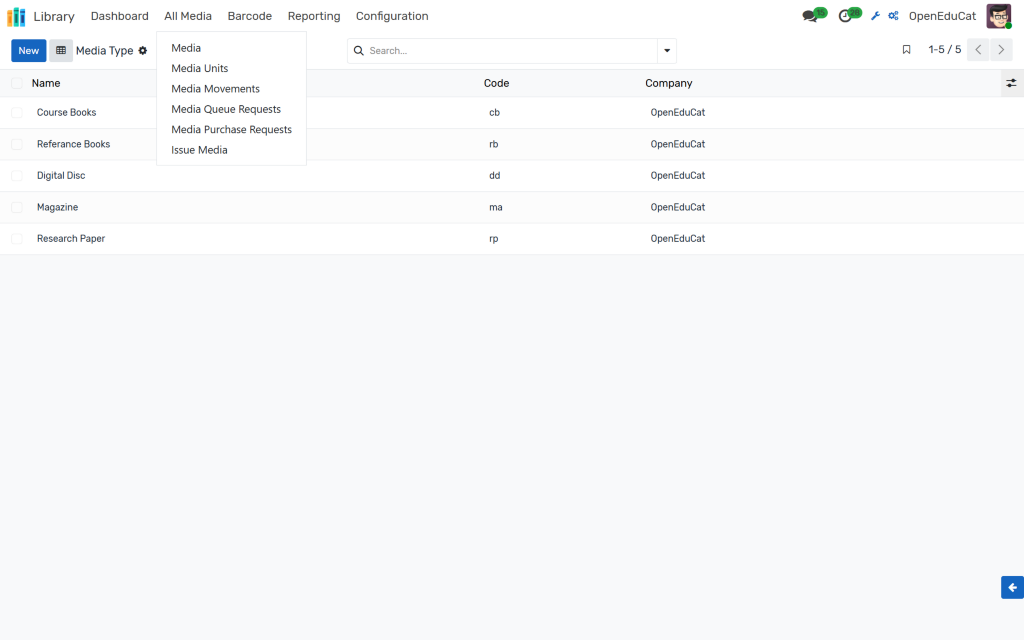 Library Dashboard All Media Barcode Reporting Configuration 15 28 OpenEduCat
New Media Type Search... 1-5 / 5
Media
Media Units
Media Movements
Media Queue Requests
Media Purchase Requests
Issue Media
Name Code Company
Course Books cb OpenEduCat
Referance Books rb OpenEduCat
Digital Disc dd OpenEduCat
Magazine ma OpenEduCat
Research Paper rp OpenEduCat